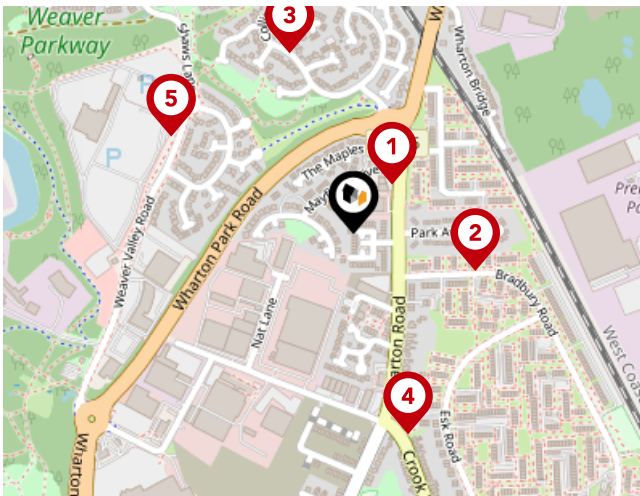 Weaver
Parkway
3
W
Wharton Bridge
5
P
P
1
The Maples
2
Park A
Bradbury Road
Weaver Valley Road
Wharton Park Road
Nat Lane
arton Road
West Coas
4
Esk Road
Crook
Wharton